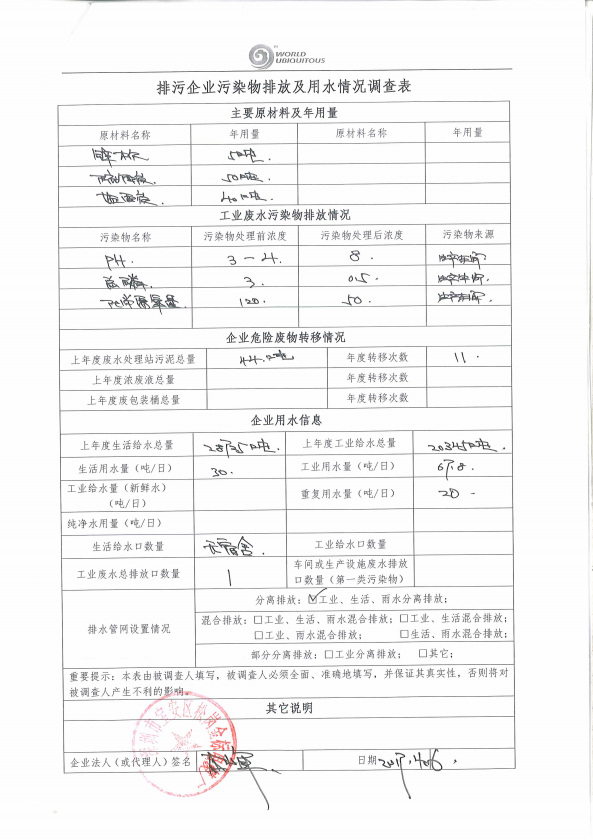 WORLD
UBIQUITOUS
排污企业污染物排放及用水情况调查表
主要原材料及年用量
原材料名称 年用量 原材料名称 年用量
5吨.
50吨.
40吨.
工业废水污染物排放情况
污染物名称 污染物处理前浓度 污染物处理后浓度 污染物来源
PH. 3-4. 8.
总磷. 3. 0.5.
120. 50.
企业危险废物转移情况
上年度废水处理站污泥总量 44.吨 年度转移次数 11.
上年度浓废液总量 年度转移次数
上年度废包装桶总量 年度转移次数
企业用水信息
上年度生活给水总量 上年度工业给水总量 20345吨.
生活用水量（吨/日） 30. 工业用水量（吨/日） 67.8.
工业给水量（新鲜水）（吨/日） 重复用水量（吨/日） 20-
纯净水用量（吨/日）
生活给水口数量 无宿舍. 工业给水口数量
工业废水总排放口数量 1 车间或生产设施废水排放口数量（第一类污染物）
排水管网设置情况
分离排放：☑工业、生活、雨水分离排放；
混合排放：□工业、生活、雨水混合排放；□工业、生活混合排放；
□工业、雨水混合排放； □生活、雨水混合排放；
部分分离排放：□工业分离排放； □其它；
重要提示：本表由被调查人填写，被调查人必须全面、准确地填写，并保证其真实性，否则将对
被调查人产生不利的影响。
其它说明
企业法人（或代理人）签名 日期 2017.4.06.